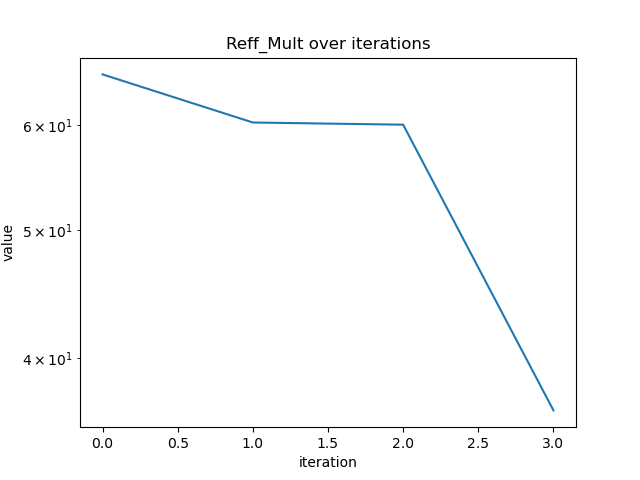 Reff_Mult over iterations
6 × 10¹
5 × 10¹
4 × 10¹
value
0.0 0.5 1.0 1.5 2.0 2.5 3.0
iteration